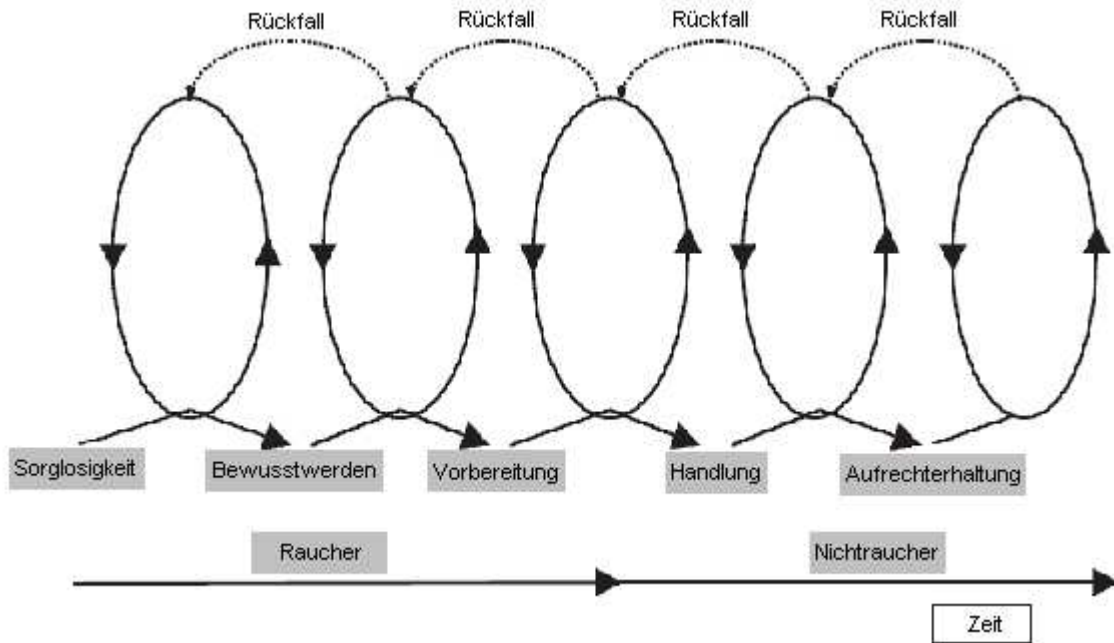 Rückfall
Rückfall
Rückfall
Rückfall
Sorglosigkeit
Bewusstwerden
Vorbereitung
Handlung
Aufrechterhaltung
Raucher
Nichtraucher
Zeit